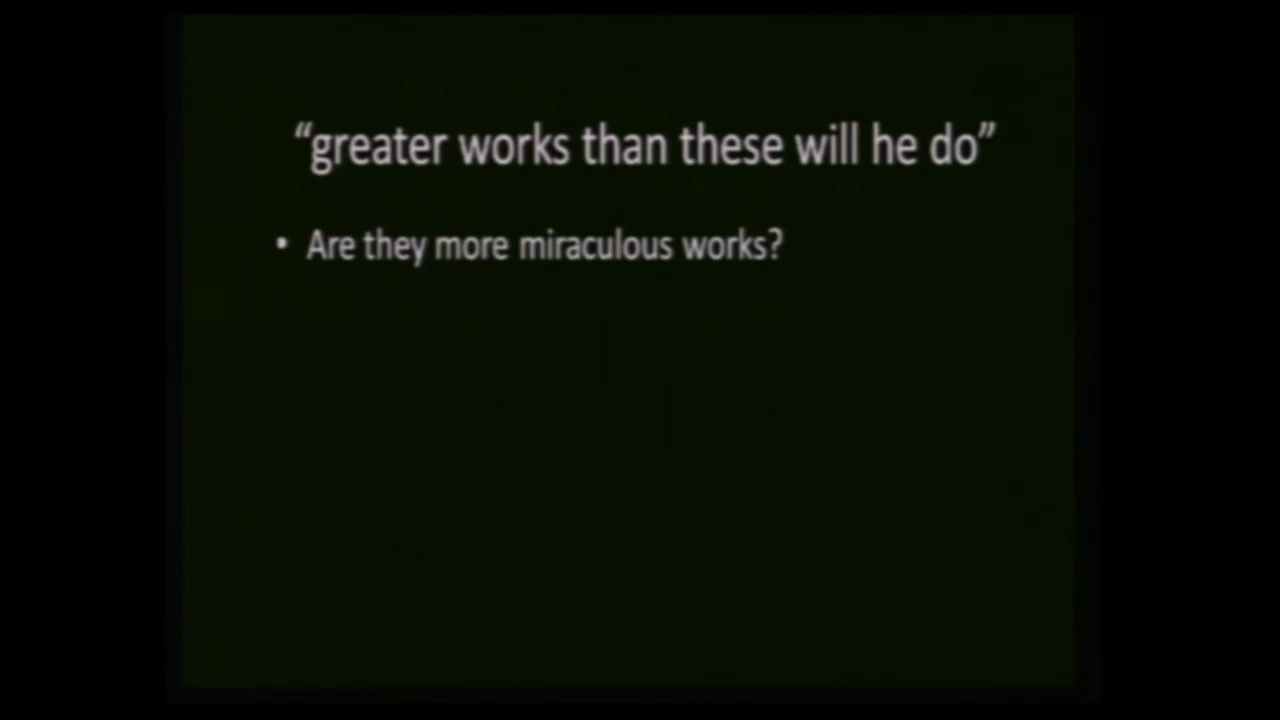 “greater works than these will he do”
• Are they more miraculous works?